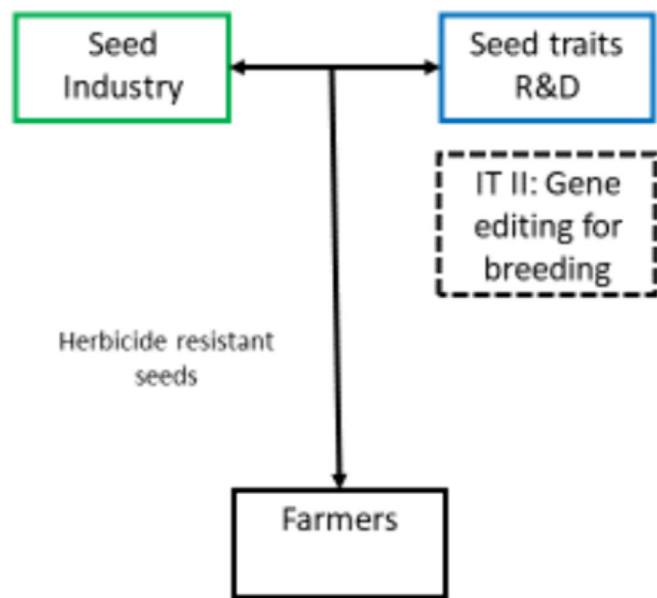 Seed
Industry
Seed traits
R&D
IT II: Gene
editing for
breeding
Herbicide resistant
seeds
Farmers